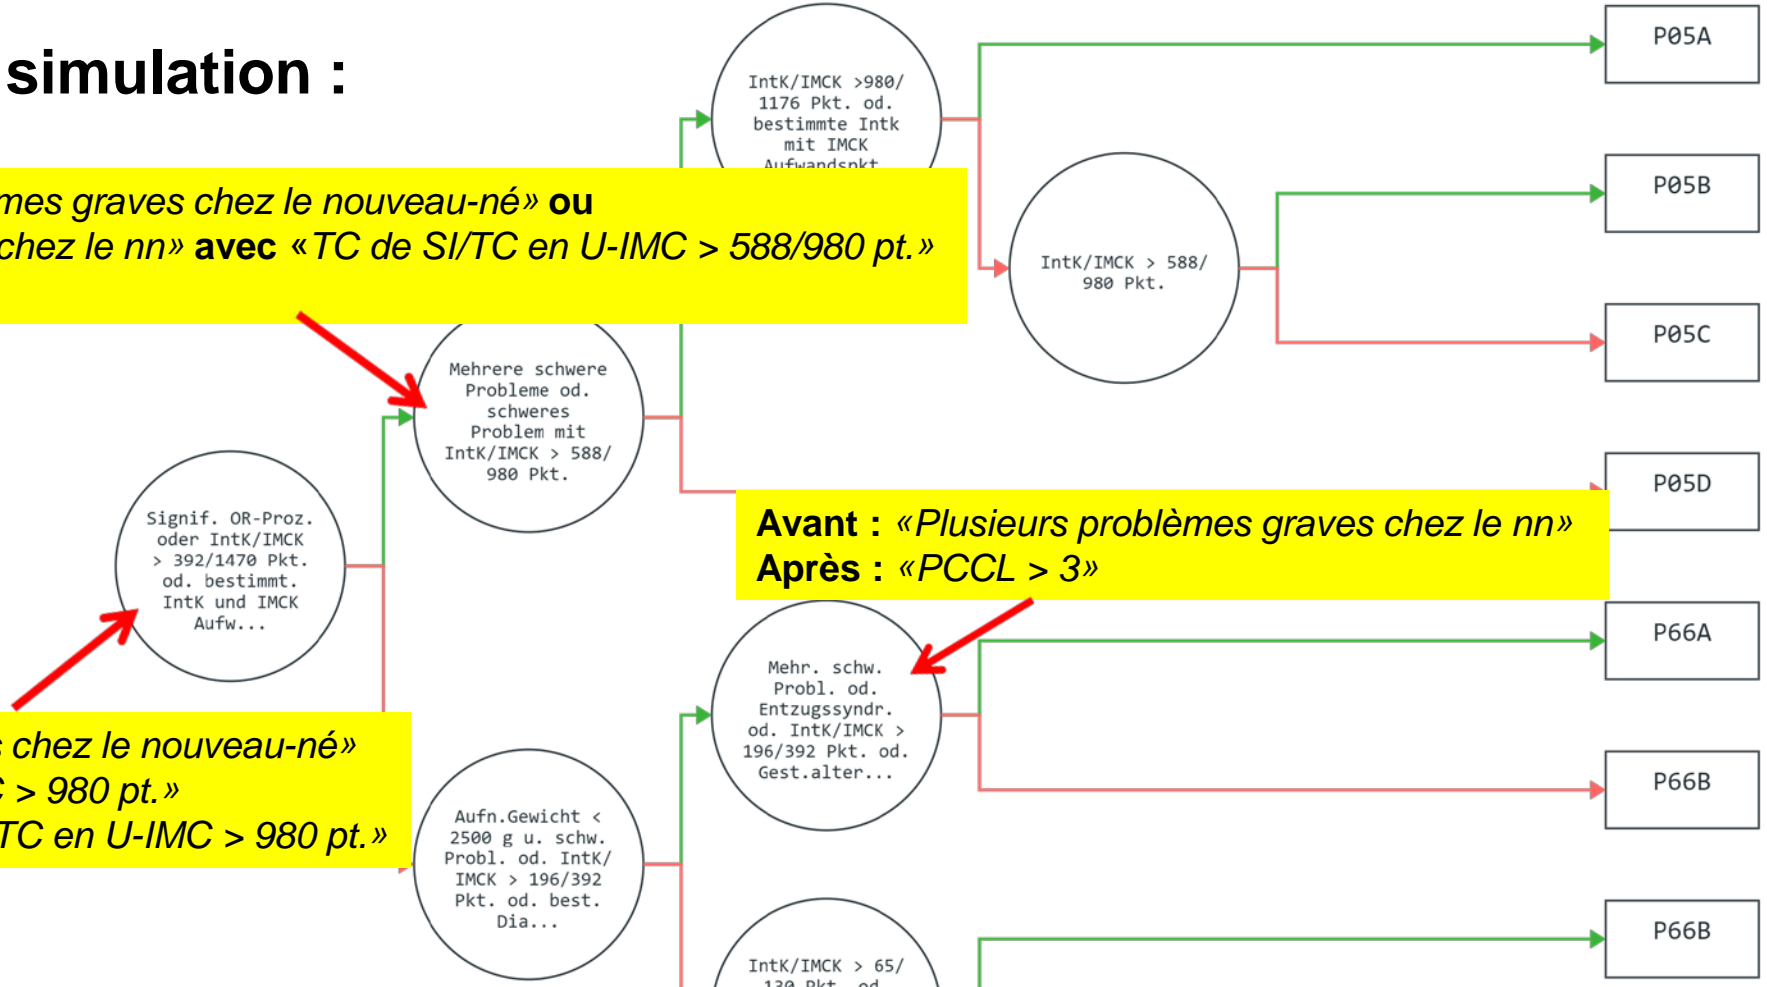 simulation :
IntK/IMCK >980/
1176 Pkt. od.
bestimmte Intk
mit IMCK
Aufwandspkt.
P05A
P05B
mes graves chez le nouveau-né» ou
chez le nn» avec «TC de SI/TC en U-IMC > 588/980 pt.»
IntK/IMCK > 588/
980 Pkt.
P05C
Mehrere schwere
Probleme od.
schweres
Problem mit
IntK/IMCK > 588/
980 Pkt.
P05D
Signif. OR-Proz.
oder IntK/IMCK
> 392/1470 Pkt.
od. bestimmt.
IntK und IMCK
Aufw...
Avant : «Plusieurs problèmes graves chez le nn»
Après : «PCCL > 3»
P66A
Mehr. schw.
Probl. od.
Entzugssyndr.
od. IntK/IMCK >
196/392 Pkt. od.
Gest.alter...
P66B
s chez le nouveau-né»
C > 980 pt.»
TC en U-IMC > 980 pt.»
Aufn.Gewicht <
2500 g u. schw.
Probl. od. IntK/
IMCK > 196/392
Pkt. od. best.
Dia...
P66B
IntK/IMCK > 65/
130 Pkt. od.